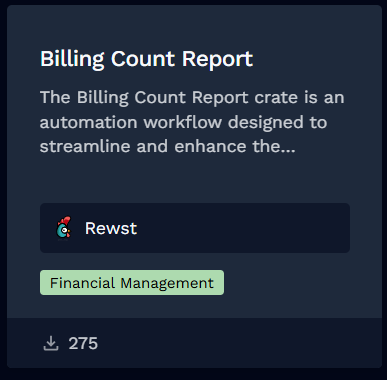 Billing Count Report
The Billing Count Report crate is an
automation workflow designed to
streamline and enhance the...
Rewst
Financial Management
275